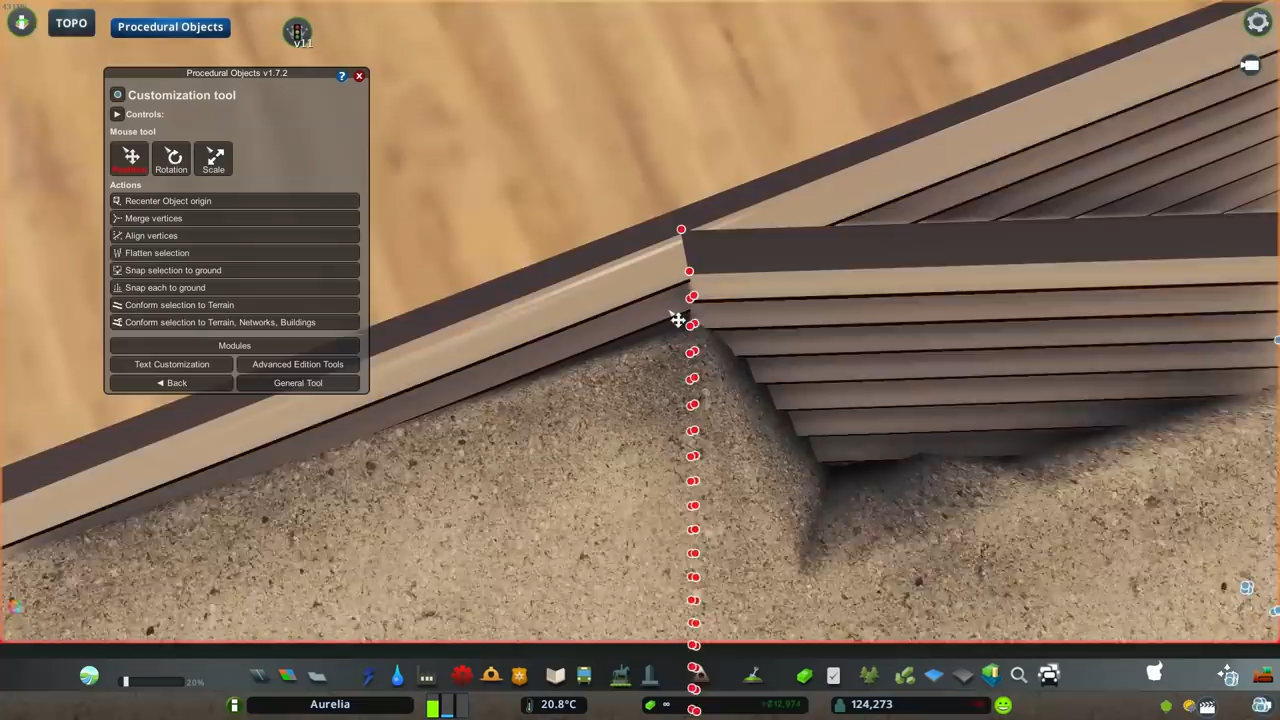 TOPO
Procedural Objects
v11
Procedural Objects v1.7.2
?
x
Customization tool
Controls:
Mouse tool
Position
Rotation
Scale
Actions
Recenter Object origin
Merge vertices
Align vertices
Flatten selection
Snap selection to ground
Snap each to ground
Conform selection to Terrain
Conform selection to Terrain, Networks, Buildings
Modules
Text Customization
Advanced Edition Tools
Back
General Tool
20%
Aurelia
20.8°C
∞
124,273